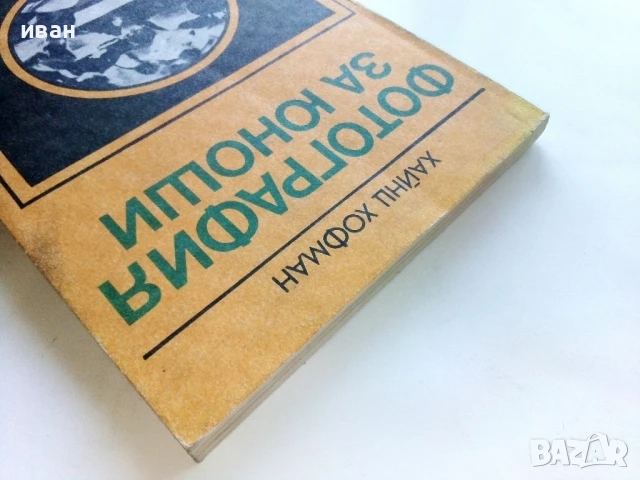 иван
ХАЙНЦ ХОФМАН
ФОТОГРАФИЯ
ЗА ЮНОШИ
BAZAR